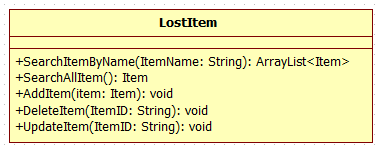 LostItem
+SearchItemByName(ItemName: String): ArrayList<Item>
+SearchAllItem(): Item
+AddItem(item: Item): void
+DeleteItem(ItemID: String): void
+UpdateItem(ItemID: String): void